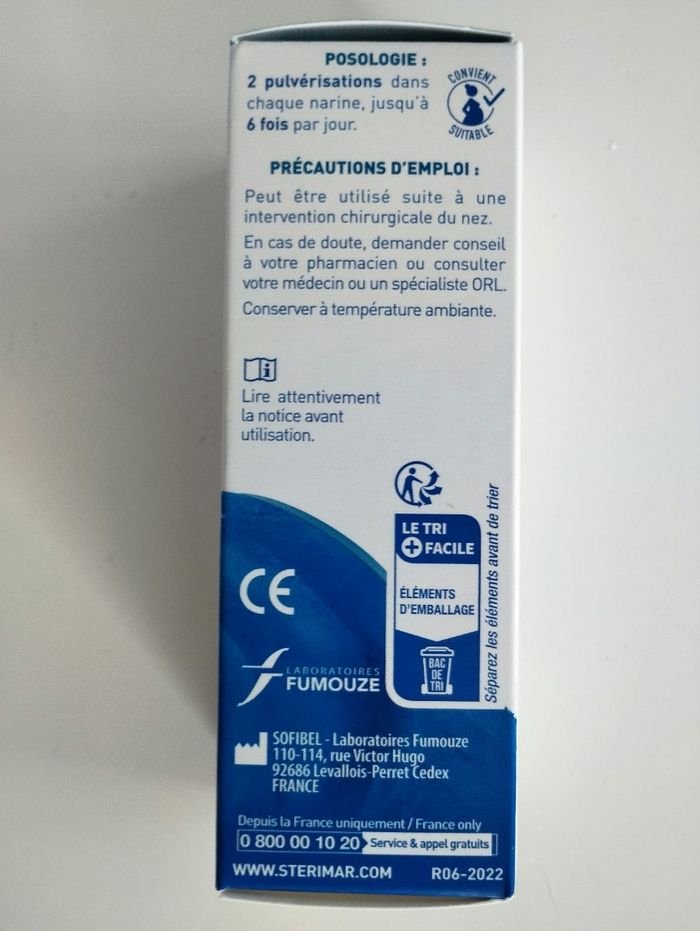 POSOLOGIE :
2 pulvérisations dans
chaque narine, jusqu'à
6 fois par jour.
CONVIENT
SUITABLE
PRÉCAUTIONS D'EMPLOI :
Peut être utilisé suite à une
intervention chirurgicale du nez.
En cas de doute, demander conseil
à votre pharmacien ou consulter
votre médecin ou un spécialiste ORL.
Conserver à température ambiante.
i
Lire attentivement
la notice avant
utilisation.
LE TRI
+ FACILE
ÉLÉMENTS
D'EMBALLAGE
BAC
DE
TRI
Séparez les éléments avant de trier
CE
LABORATOIRES
FUMOUZE
SOFIBEL - Laboratoires Fumouze
110-114, rue Victor Hugo
92686 Levallois-Perret Cedex
FRANCE
Depuis la France uniquement / France only
0 800 00 10 20 Service & appel gratuits
WWW.STERIMAR.COM R06-2022